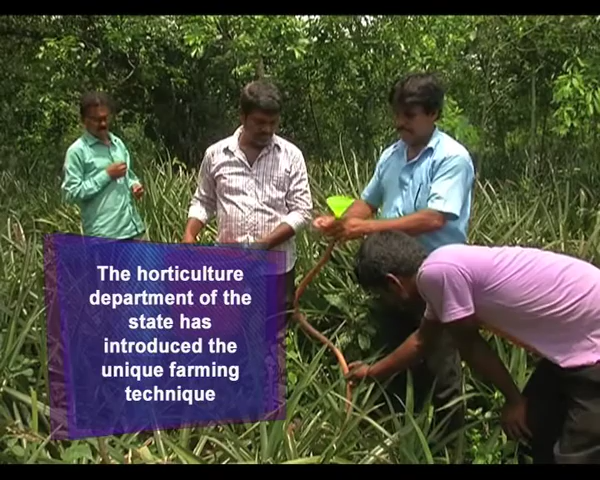 The horticulture
department of the
state has
introduced the
unique farming
technique